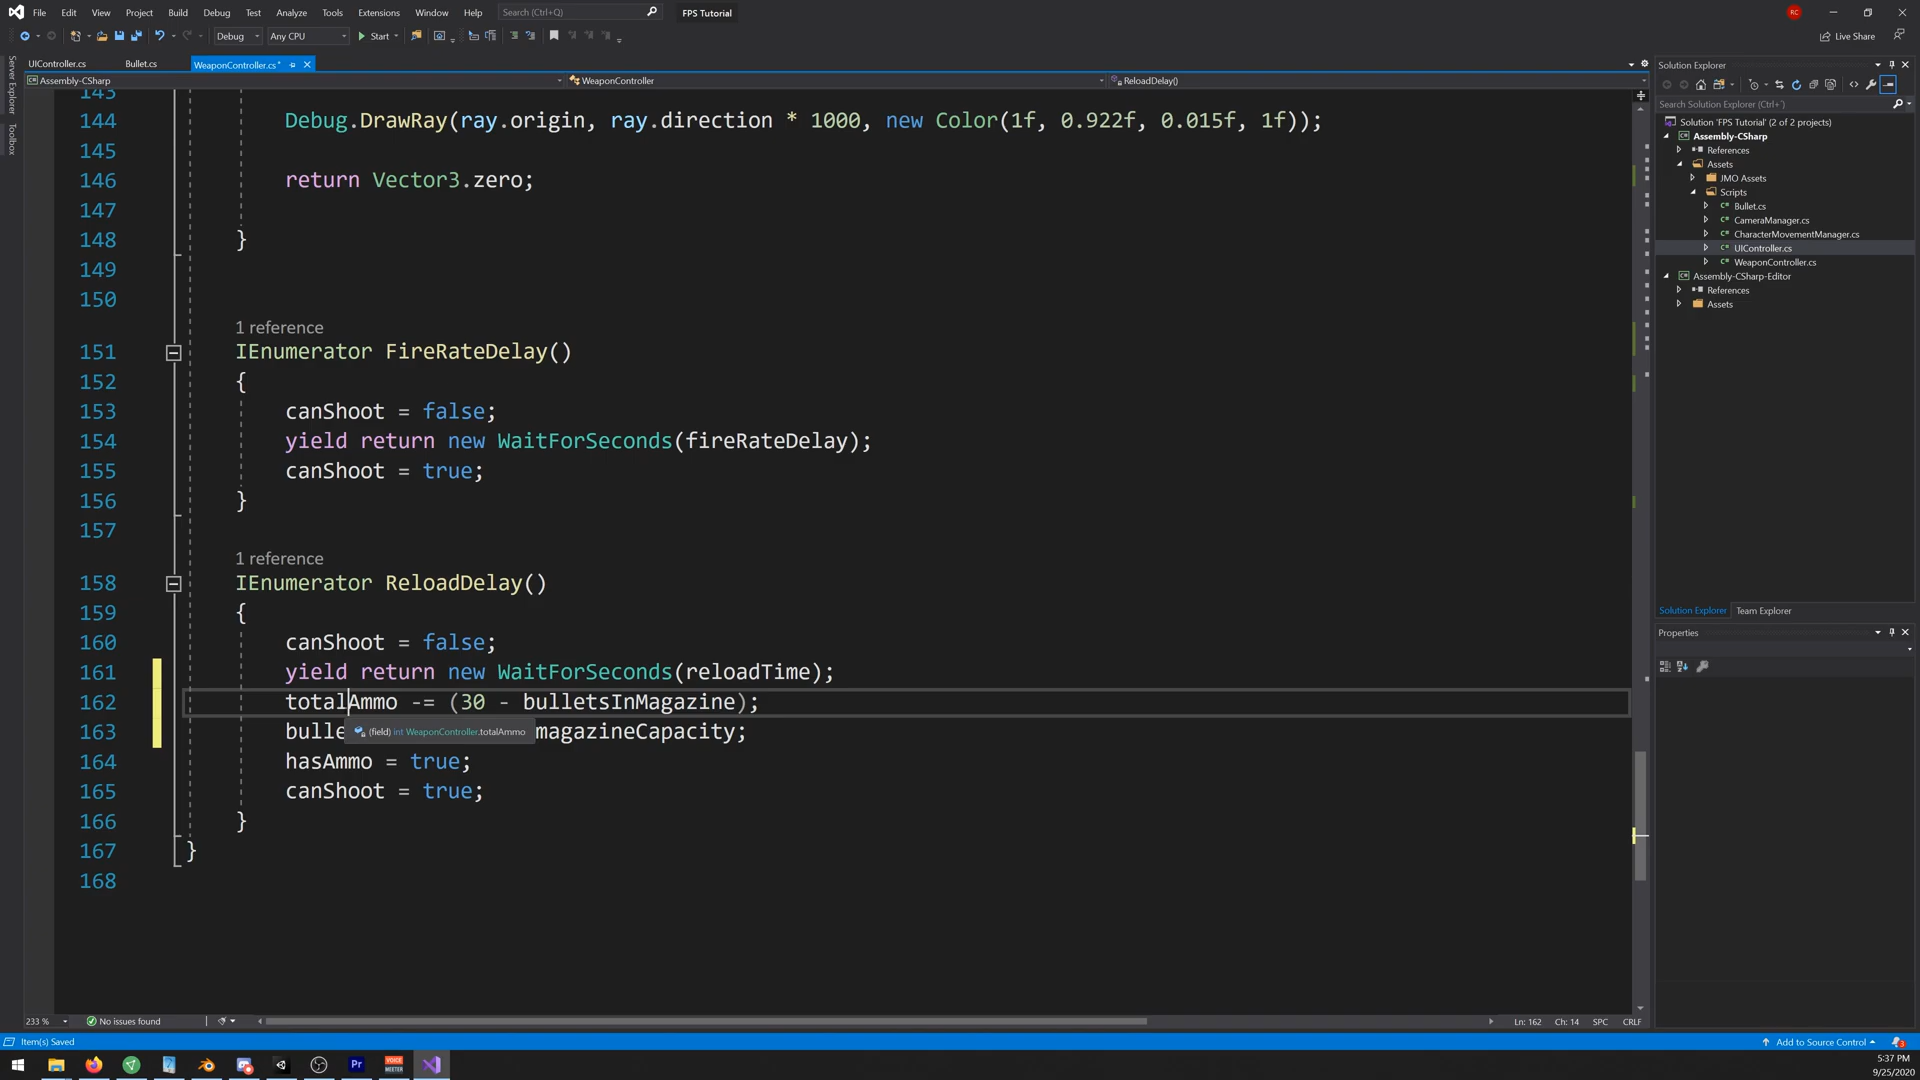 File Edit View Project Build Debug Test Analyze Tools Extensions Window Help Search (Ctrl+Q) FPS Tutorial RC
Debug Any CPU Start Live Share
UIController.cs Bullet.cs WeaponController.cs*
Assembly-CSharp WeaponController ReloadDelay()
Server Explorer
Toolbox
143
144 Debug.DrawRay(ray.origin, ray.direction * 1000, new Color(1f, 0.922f, 0.015f, 1f));
145
146 return Vector3.zero;
147
148 }
149
150
1 reference
151 IEnumerator FireRateDelay()
152 {
153 canShoot = false;
154 yield return new WaitForSeconds(fireRateDelay);
155 canShoot = true;
156 }
157
1 reference
158 IEnumerator ReloadDelay()
159 {
160 canShoot = false;
161 yield return new WaitForSeconds(reloadTime);
162 totalAmmo -= (30 - bulletsInMagazine);
163 bulle magazineCapacity;
(field) int WeaponController.totalAmmo
164 hasAmmo = true;
165 canShoot = true;
166 }
167 }
168
233 % No issues found Ln: 162 Ch: 14 SPC CRLF
Solution Explorer
Search Solution Explorer (Ctrl+')
Solution 'FPS Tutorial' (2 of 2 projects)
Assembly-CSharp
References
Assets
JMO Assets
Scripts
Bullet.cs
CameraManager.cs
CharacterMovementManager.cs
UIController.cs
WeaponController.cs
Assembly-CSharp-Editor
References
Assets
Solution Explorer Team Explorer
Properties
Item(s) Saved Add to Source Control
Pr VOICE MEETER
5:37 PM
9/25/2020